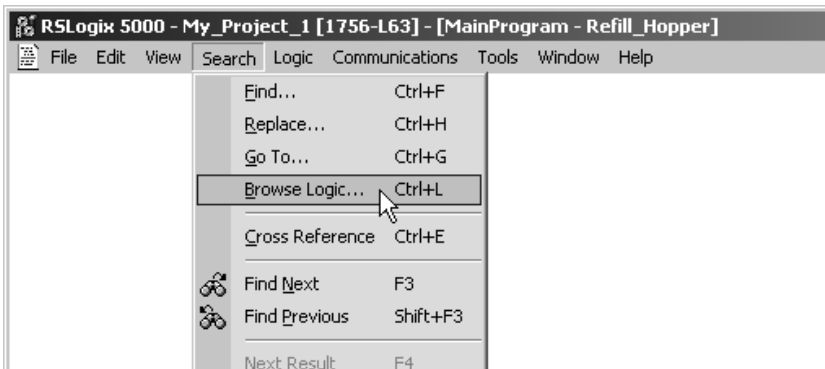 RSLogix 5000 - My_Project_1 [1756-L63] - [MainProgram - Refill_Hopper]
File Edit View Search Logic Communications Tools Window Help
Find... Ctrl+F
Replace... Ctrl+H
Go To... Ctrl+G
Browse Logic... Ctrl+L
Cross Reference Ctrl+E
Find Next F3
Find Previous Shift+F3
Next Result F4